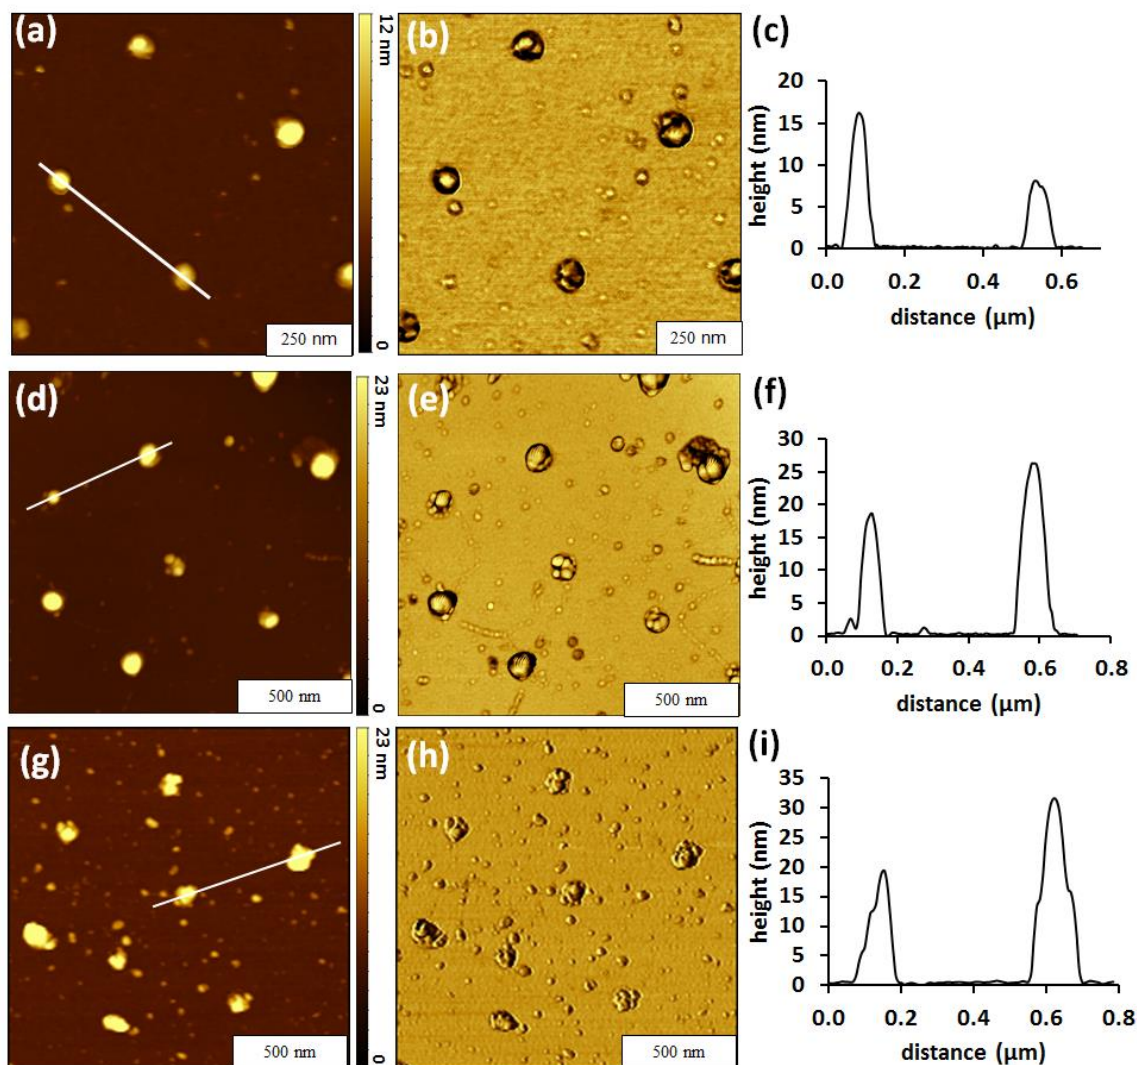 (a)
12 nm
0
250 nm
(b)
250 nm
(c)
20
15
10
5
0
height (nm)
0.0 0.2 0.4 0.6
distance (µm)
(d)
23 nm
0
500 nm
(e)
500 nm
(f)
30
25
20
15
10
5
0
height (nm)
0.0 0.2 0.4 0.6 0.8
distance (µm)
(g)
23 nm
0
500 nm
(h)
500 nm
(i)
35
30
25
20
15
10
5
0
height (nm)
0.0 0.2 0.4 0.6 0.8
distance (µm)